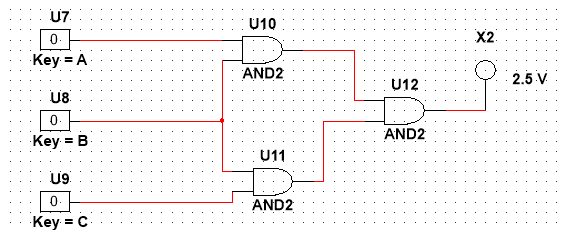 U7
0
Key = A
U10
AND2
X2
2.5 V
U8
0
Key = B
U12
AND2
U11
AND2
U9
0
Key = C